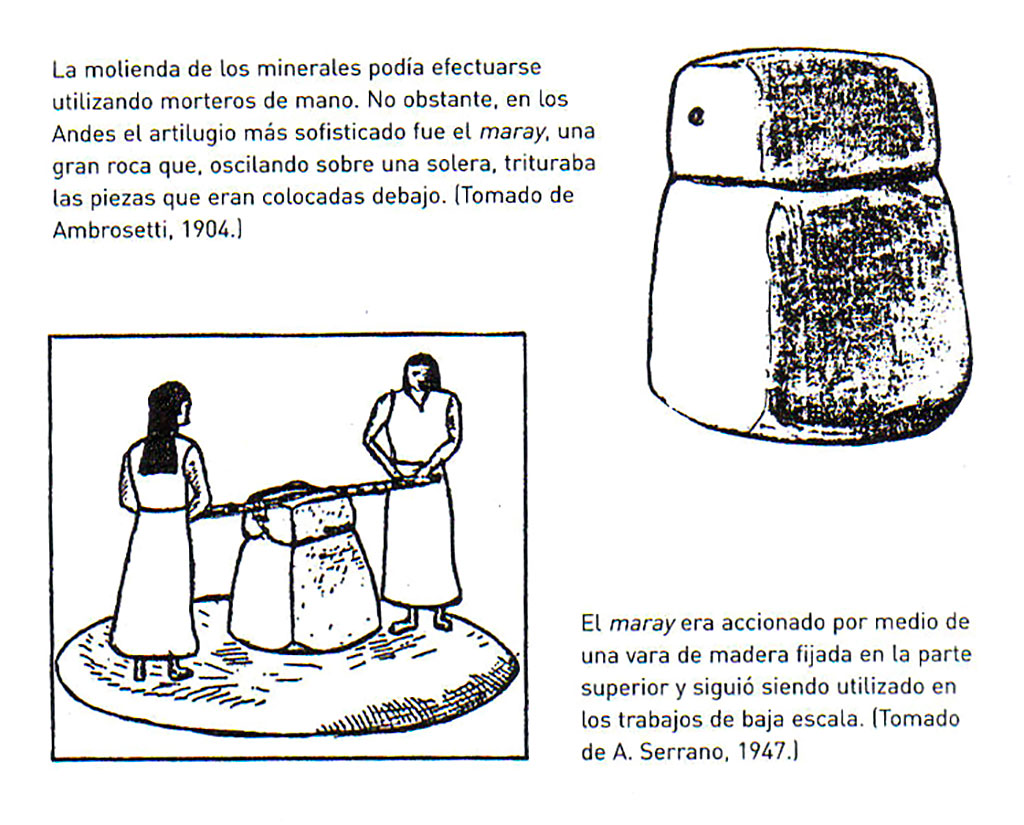 La molienda de los minerales podía efectuarse
utilizando morteros de mano. No obstante, en los
Andes el artilugio más sofisticado fue el maray, una
gran roca que, oscilando sobre una solera, trituraba
las piezas que eran colocadas debajo. (Tomado de
Ambrosetti, 1904.)
El maray era accionado por medio de
una vara de madera fijada en la parte
superior y siguió siendo utilizado en
los trabajos de baja escala. (Tomado
de A. Serrano, 1947.)